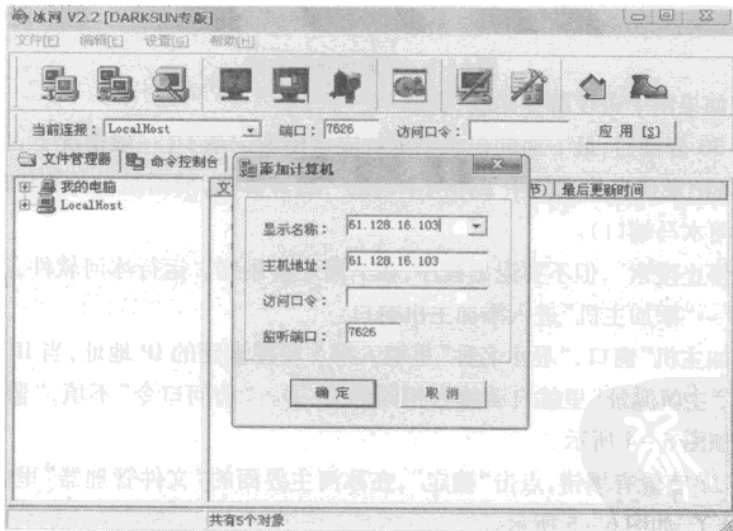 冰河 V2.2 [DARKSUN专版]
文件[F] 编辑[E] 设置[G] 帮助[H]
当前连接： LocalHost 端口： 7626 访问口令： 应 用 [S]
文件管理器 命令控制台
我的电脑
LocalHost
文
节) 最后更新时间
添加计算机
显示名称： 61.128.16.103
主机地址： 61.128.16.103
访问口令：
监听端口： 7626
确 定 取 消
共有5个对象